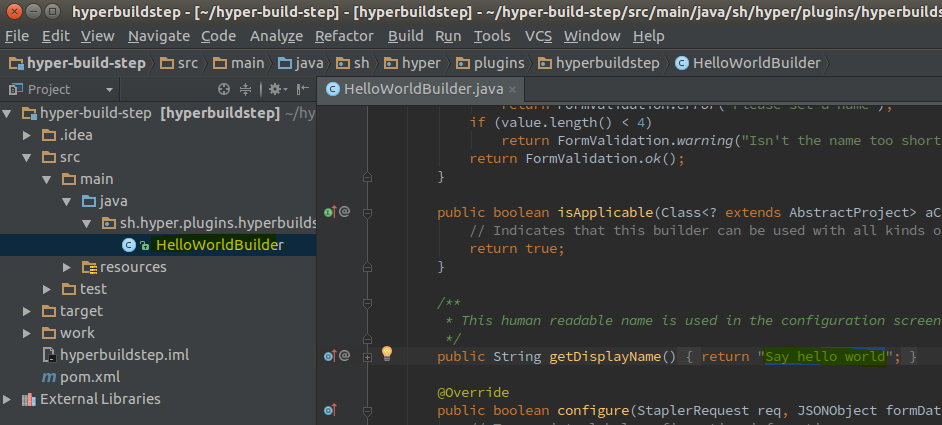 hyperbuildstep - [~/hyper-build-step] - [hyperbuildstep] - ~/hyper-build-step/src/main/java/sh/hyper/plugins/hyperbuilds
File Edit View Navigate Code Analyze Refactor Build Run Tools VCS Window Help
hyper-build-step src main java sh hyper plugins hyperbuildstep HelloWorldBuilder
Project
hyper-build-step [hyperbuildstep] ~/hy
.idea
src
main
java
sh.hyper.plugins.hyperbuilds
HelloWorldBuilder
resources
test
target
work
hyperbuildstep.iml
pom.xml
External Libraries
HelloWorldBuilder.java
return FormValidation.error("Please set a name");
if (value.length() < 4)
return FormValidation.warning("Isn't the name too short
return FormValidation.ok();
}
public boolean isApplicable(Class<? extends AbstractProject> aC
// Indicates that this builder can be used with all kinds o
return true;
}
/**
* This human readable name is used in the configuration screen
*/
public String getDisplayName() { return "Say hello world"; }
@Override
public boolean configure(StaplerRequest req, JSONObject formDat